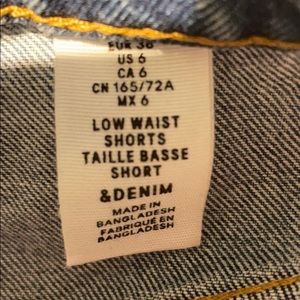 EUR 38
US 6
CA 6
CN 165/72A
MX 6
LOW WAIST
SHORTS
TAILLE BASSE
SHORT
&DENIM
MADE IN
BANGLADESH
FABRIQUÉ EN
BANGLADESH